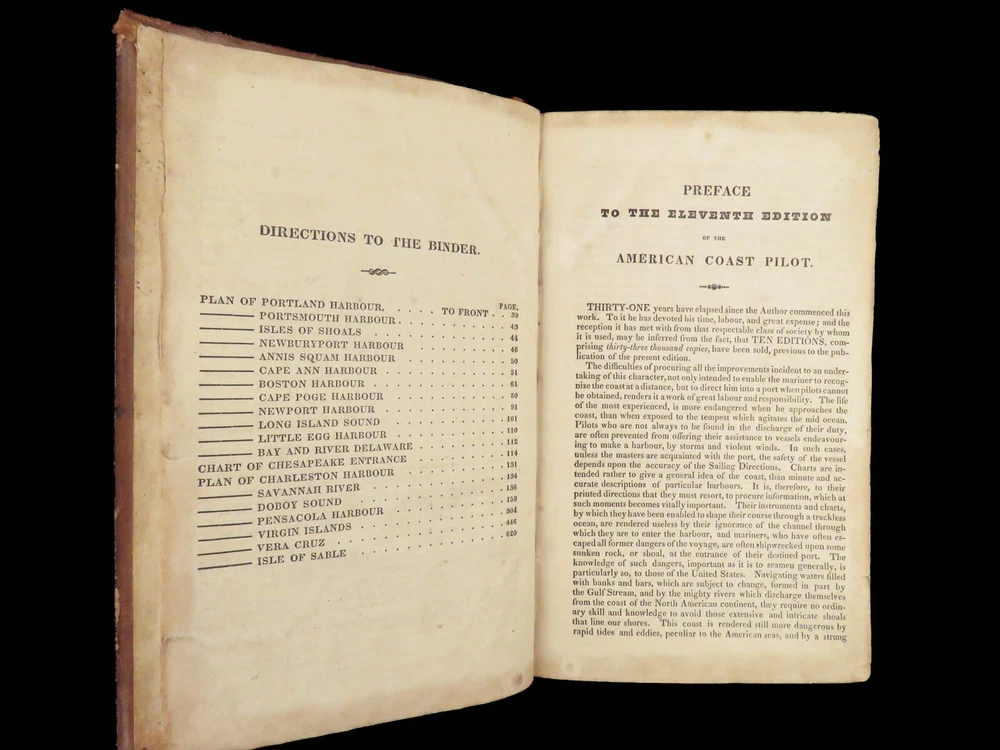 DIRECTIONS TO THE BINDER.
PAGE.
PLAN OF PORTLAND HARBOUR, . . . . TO FRONT . . 39
——— PORTSMOUTH HARBOUR . . . . . . . . 43
——— ISLES OF SHOALS . . . . . . . . 44
——— NEWBURYPORT HARBOUR . . . . . . . . 46
——— ANNIS SQUAM HARBOUR . . . . . . . . 50
——— CAPE ANN HARBOUR . . . . . . . . 51
——— BOSTON HARBOUR . . . . . . . . 61
——— CAPE POGE HARBOUR . . . . . . . . 80
——— NEWPORT HARBOUR . . . . . . . . 91
——— LONG ISLAND SOUND . . . . . . . . 101
——— LITTLE EGG HARBOUR . . . . . . . . 110
——— BAY AND RIVER DELAWARE . . . . . . . . 112
CHART OF CHESAPEAKE ENTRANCE . . . . . . . . 114
PLAN OF CHARLESTON HARBOUR . . . . . . . . 131
——— SAVANNAH RIVER . . . . . . . . 134
——— DOBOY SOUND . . . . . . . . 136
——— PENSACOLA HARBOUR . . . . . . . . 159
——— VIRGIN ISLANDS . . . . . . . . 304
——— VERA CRUZ . . . . . . . . 446
——— ISLE OF SABLE . . . . . . . . 620
PREFACE
TO THE ELEVENTH EDITION
OF THE
AMERICAN COAST PILOT.
THIRTY-ONE years have elapsed since the Author commenced this
work. To it he has devoted his time, labour, and great expense; and the
reception it has met with from that respectable class of society by whom
it is used, may be inferred from the fact, that TEN EDITIONS, com-
prising thirty-three thousand copies, have been sold, previous to the pub-
lication of the present edition.
The difficulties of procuring all the improvements incident to an under-
taking of this character, not only intended to enable the mariner to recog-
nise the coast at a distance, but to direct him into a port when pilots cannot
be obtained, renders it a work of great labour and responsibility. The life
of the most experienced, is more endangered when he approaches the
coast, than when exposed to the tempest which agitates the mid ocean.
Pilots who are not always to be found in the discharge of their duty,
are often prevented from offering their assistance to vessels endeavour-
ing to make a harbour, by storms and violent winds. In such cases,
unless the masters are acquainted with the port, the safety of the vessel
depends upon the accuracy of the Sailing Directions. Charts are in-
tended rather to give a general idea of the coast, than minute and ac-
curate descriptions of particular harbours. It is, therefore, to their
printed directions that they must resort, to procure information, which at
such moments becomes vitally important. Their instruments and charts,
by which they have been enabled to shape their course through a trackless
ocean, are rendered useless by their ignorance of the channel through
which they are to enter the harbour, and mariners, who have often es-
caped all former dangers of the voyage, are often shipwrecked upon some
sunken rock, or shoal, at the entrance of their destined port. The
knowledge of such dangers, important as it is to seamen generally, is
particularly so, to those of the United States. Navigating waters filled
with banks and bars, which are subject to change, formed in part by
the Gulf Stream, and by the mighty rivers which discharge themselves
from the coast of the North American continent, they require no ordin-
ary skill and knowledge to avoid those extensive and intricate shoals
that line our shores. This coast is rendered still more dangerous by
rapid tides and eddies, peculiar to the American seas, and by a strong